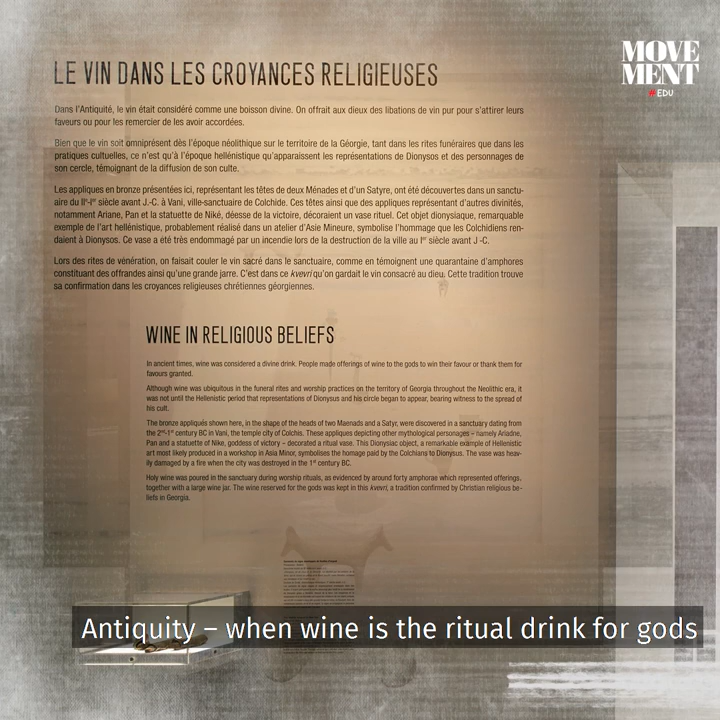 MOVE
MENT
#EDU
LE VIN DANS LES CROYANCES RELIGIEUSES
Dans l'Antiquité, le vin était considéré comme une boisson divine. On offrait aux dieux des libations de vin pur pour s'attirer leurs
faveurs ou pour les remercier de les avoir accordées.
Bien que le vin soit omniprésent dès l'époque néolithique sur le territoire de la Géorgie, tant dans les rites funéraires que dans les
pratiques cultuelles, ce n'est qu'à l'époque hellénistique qu'apparaissent les représentations de Dionysos et des personnages de
son cercle, témoignant de la diffusion de son culte.
Les appliques en bronze présentées ici, représentant les têtes de deux Ménades et d'un Satyre, ont été découvertes dans un sanctu-
aire du IIe-Ier siècle avant J.-C. à Vani, ville-sanctuaire de Colchide. Ces têtes ainsi que des appliques représentant d'autres divinités,
notamment Ariane, Pan et la statuette de Niké, déesse de la victoire, décoraient un vase rituel. Cet objet dionysiaque, remarquable
exemple de l'art hellénistique, probablement réalisé dans un atelier d'Asie Mineure, symbolise l'hommage que les Colchidiens ren-
daient à Dionysos. Ce vase a été très endommagé par un incendie lors de la destruction de la ville au Ier siècle avant J -C.
Lors des rites de vénération, on faisait couler le vin sacré dans le sanctuaire, comme en témoignent une quarantaine d'amphores
constituant des offrandes ainsi qu'une grande jarre. C'est dans ce kvevri qu'on gardait le vin consacré au dieu. Cette tradition trouve
sa confirmation dans les croyances religieuses chrétiennes géorgiennes.
WINE IN RELIGIOUS BELIEFS
In ancient times, wine was considered a divine drink. People made offerings of wine to the gods to win their favour or thank them for
favours granted.
Although wine was ubiquitous in the funeral rites and worship practices on the territory of Georgia throughout the Neolithic era, it
was not until the Hellenistic period that representations of Dionysus and his circle began to appear, bearing witness to the spread of
his cult.
The bronze appliqués shown here, in the shape of the heads of two Maenads and a Satyr, were discovered in a sanctuary dating from
the 2nd-1st century BC in Vani, the temple city of Colchis. These appliques depicting other mythological personages – namely Ariadne,
Pan and a statuette of Nike, goddess of victory – decorated a ritual vase. This Dionysiac object, a remarkable example of Hellenistic
art most likely produced in a workshop in Asia Minor, symbolises the homage paid by the Colchians to Dionysus. The vase was heav-
ily damaged by a fire when the city was destroyed in the 1st century BC.
Holy wine was poured in the sanctuary during worship rituals, as evidenced by around forty amphorae which represented offerings,
together with a large wine jar. The wine reserved for the gods was kept in this kvevri, a tradition confirmed by Christian religious be-
liefs in Georgia.
Antiquity – when wine is the ritual drink for gods